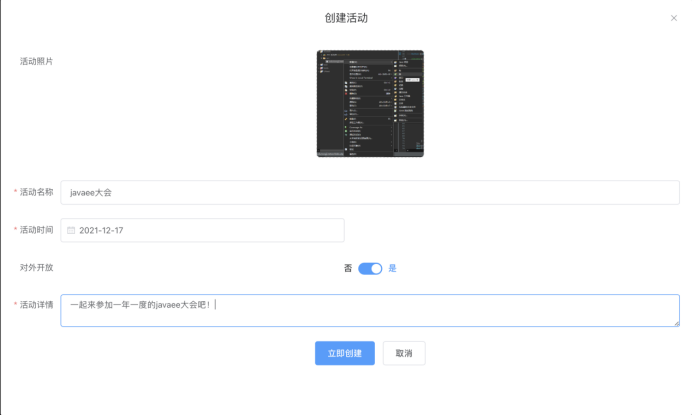 创建活动
活动照片
* 活动名称
javaee大会
* 活动时间
2021-12-17
对外开放
否
是
* 活动详情
一起来参加一年一度的javaee大会吧！
立即创建
取消